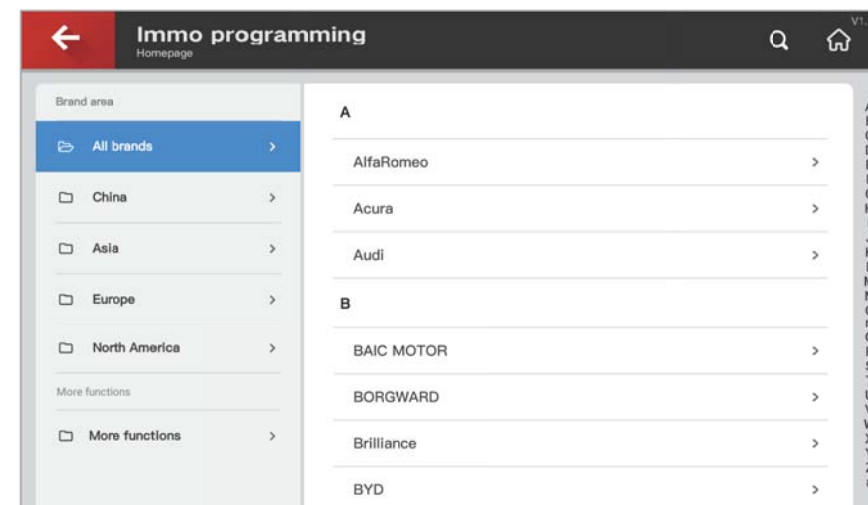 Immo programming
Homepage
V1.
Brand area
All brands
China
Asia
Europe
North America
More functions
More functions
A
AlfaRomeo
Acura
Audi
B
BAIC MOTOR
BORGWARD
Brilliance
BYD